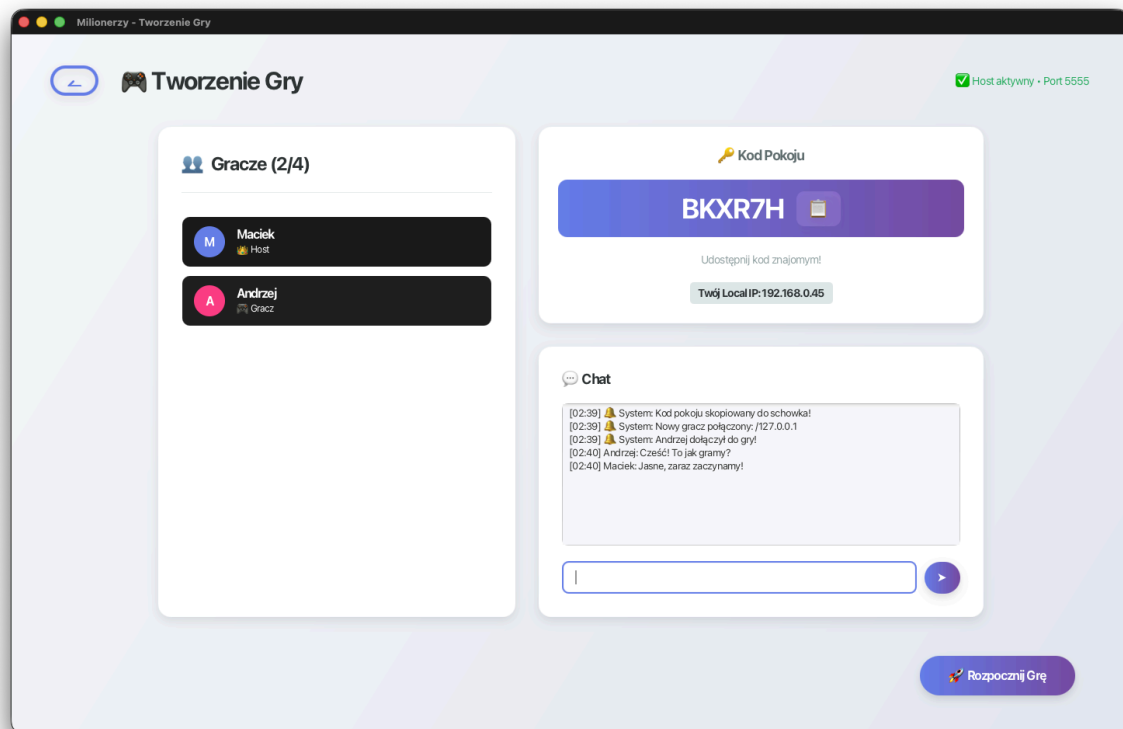 Milionerzy - Tworzenie Gry
🎮 Tworzenie Gry
✅ Host aktywny • Port 5555
👥 Gracze (2/4)
M
Maciek
👑 Host
A
Andrzej
🎮 Gracz
🔑 Kod Pokoju
BKXR7H 📋
Udostępnij kod znajomym!
Twój Local IP: 192.168.0.45
💬 Chat
[02:39] 🔔 System: Kod pokoju skopiowany do schowka!
[02:39] 🔔 System: Nowy gracz połączony: /127.0.0.1
[02:39] 🔔 System: Andrzej dołączył do gry!
[02:40] Andrzej: Cześć! To jak gramy?
[02:40] Maciek: Jasne, zaraz zaczynamy!
➤
🚀 Rozpocznij Grę